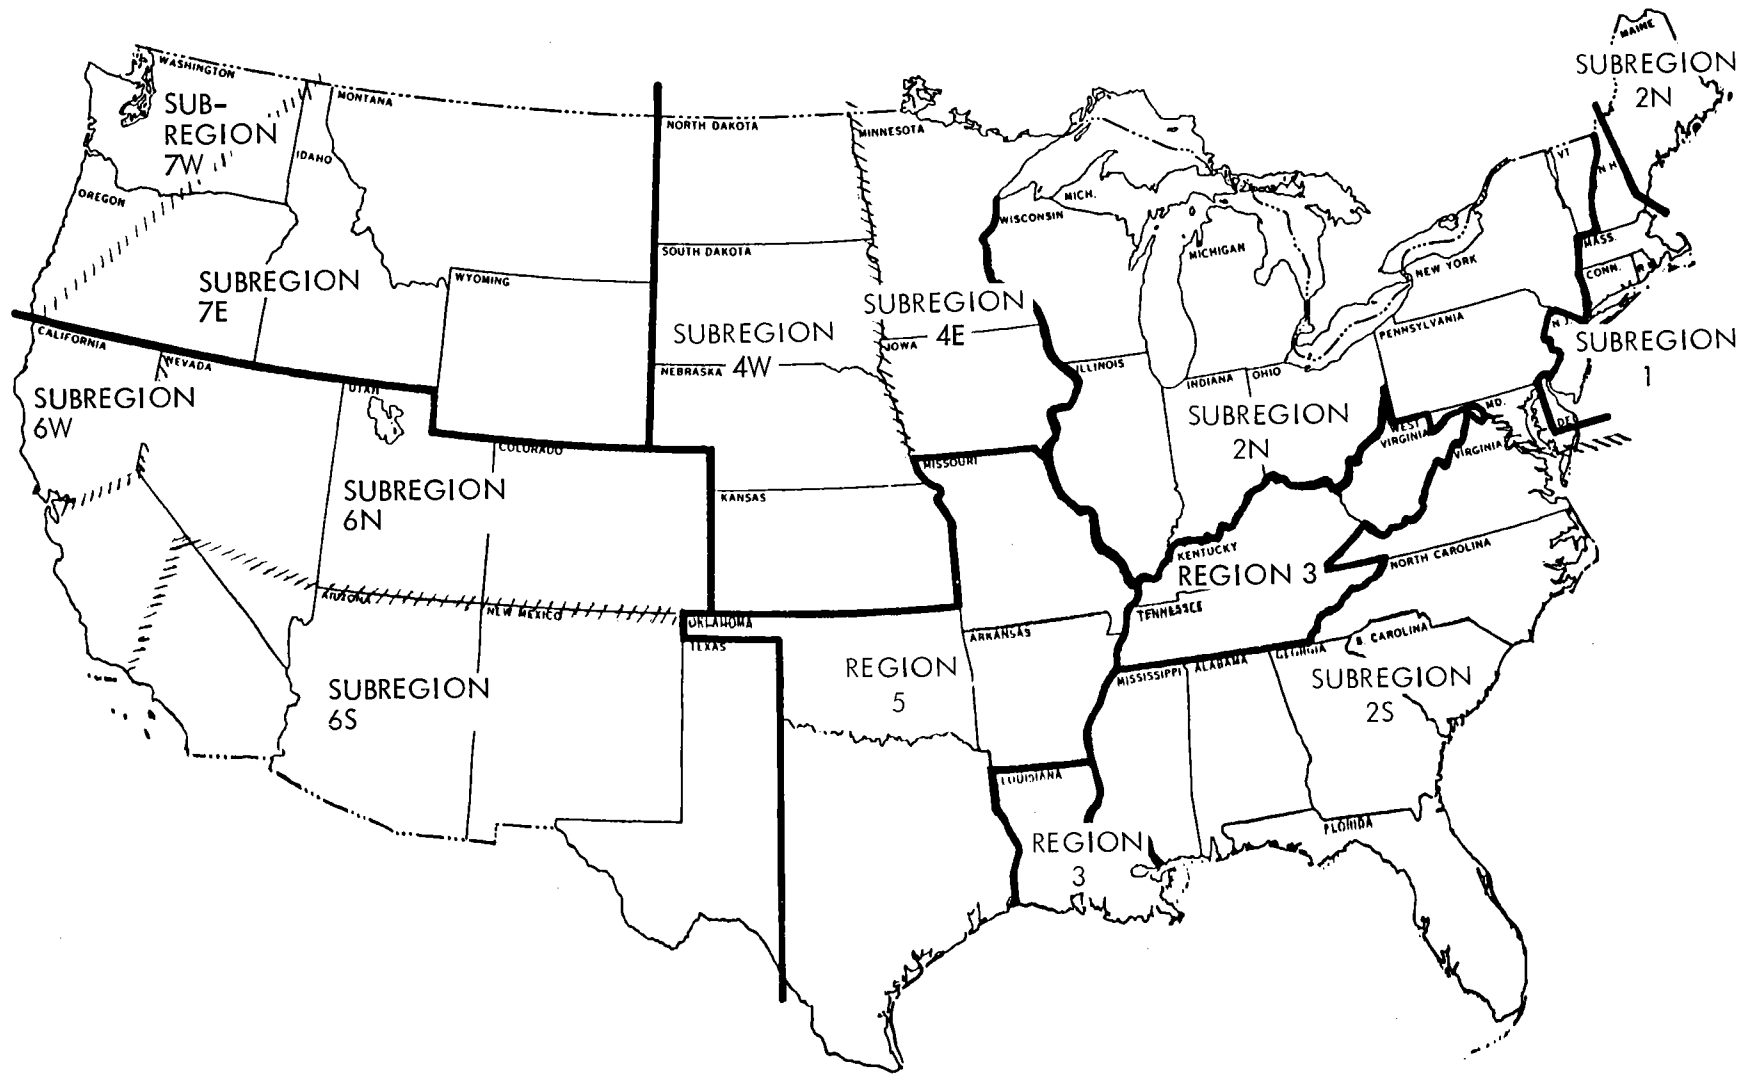 MAINE
SUBREGION
2N
WASHINGTON
SUB-
REGION
7W
MONTANA
IDAHO
NORTH DAKOTA
MINNESOTA
VT
N H
OREGON
MICH.
WISCONSIN
SOUTH DAKOTA
MICHIGAN
MASS.
CONN.
NEW YORK
WYOMING
SUBREGION
7E
SUBREGION
4E
SUBREGION
4W
CALIFORNIA
NEVADA
IOWA
NEBRASKA
PENNSYLVANIA
N J.
SUBREGION
1
ILLINOIS
INDIANA
OHIO
UTAH
SUBREGION
6W
SUBREGION
2N
MD.
WEST
VIRGINIA
VIRGINIA
COLORADO
MISSOURI
SUBREGION
6N
KANSAS
KENTUCKY
REGION 3
NORTH CAROLINA
ARIZONA
NEW MEXICO
OKLAHOMA
TEXAS
TENNESSEE
ARKANSAS
S. CAROLINA
GEORGIA
MISSISSIPPI
ALABAMA
REGION
5
SUBREGION
2S
SUBREGION
6S
LOUISIANA
FLORIDA
REGION
3